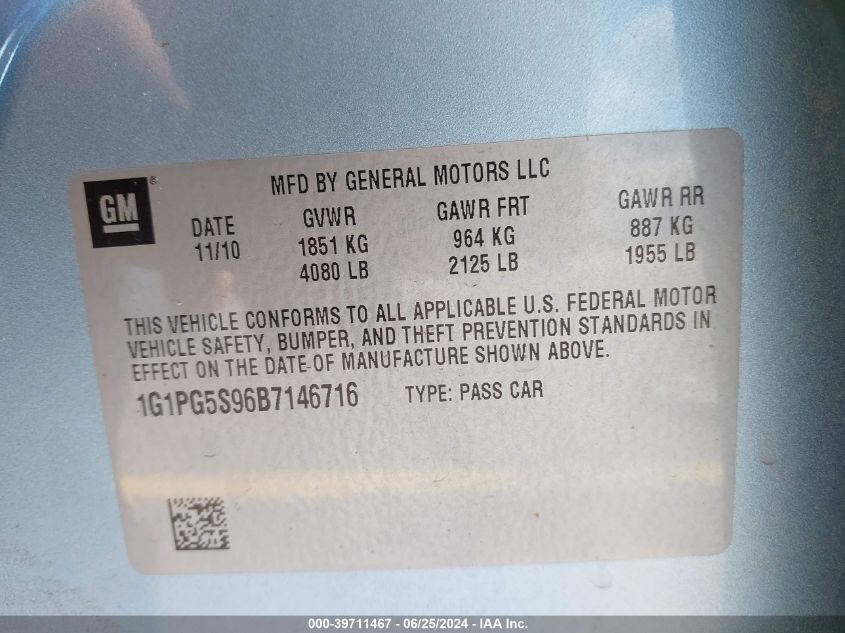 GM ®
MFD BY GENERAL MOTORS LLC
DATE GVWR GAWR FRT GAWR RR
11/10 1851 KG 964 KG 887 KG
4080 LB 2125 LB 1955 LB
THIS VEHICLE CONFORMS TO ALL APPLICABLE U.S. FEDERAL MOTOR
VEHICLE SAFETY, BUMPER, AND THEFT PREVENTION STANDARDS IN
EFFECT ON THE DATE OF MANUFACTURE SHOWN ABOVE.
1G1PG5S96B7146716 TYPE: PASS CAR
000-39711467 - 06/25/2024 - IAA Inc.